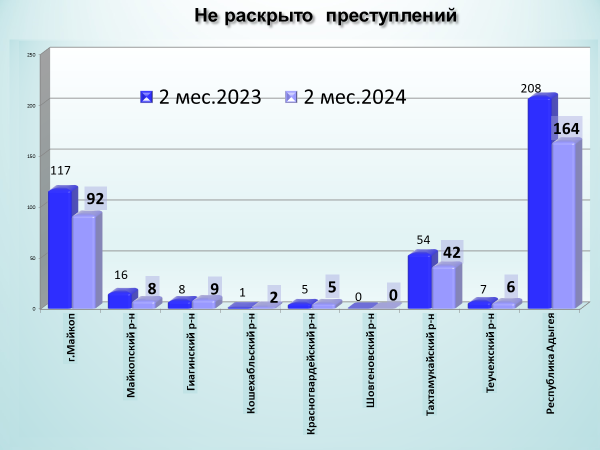 Не раскрыто преступлений
2 мес.2023 2 мес.2024
250
200
150
100
50
0
117 92
16 8
8 9
1 2
5 5
0 0
54 42
7 6
208 164
г.Майкоп
Майкопский р-н
Гиагинский р-н
Кошехабльский р-н
Красногвардейский р-н
Шовгеновский р-н
Тахтамукайский р-н
Теучежский р-н
Республика Адыгея